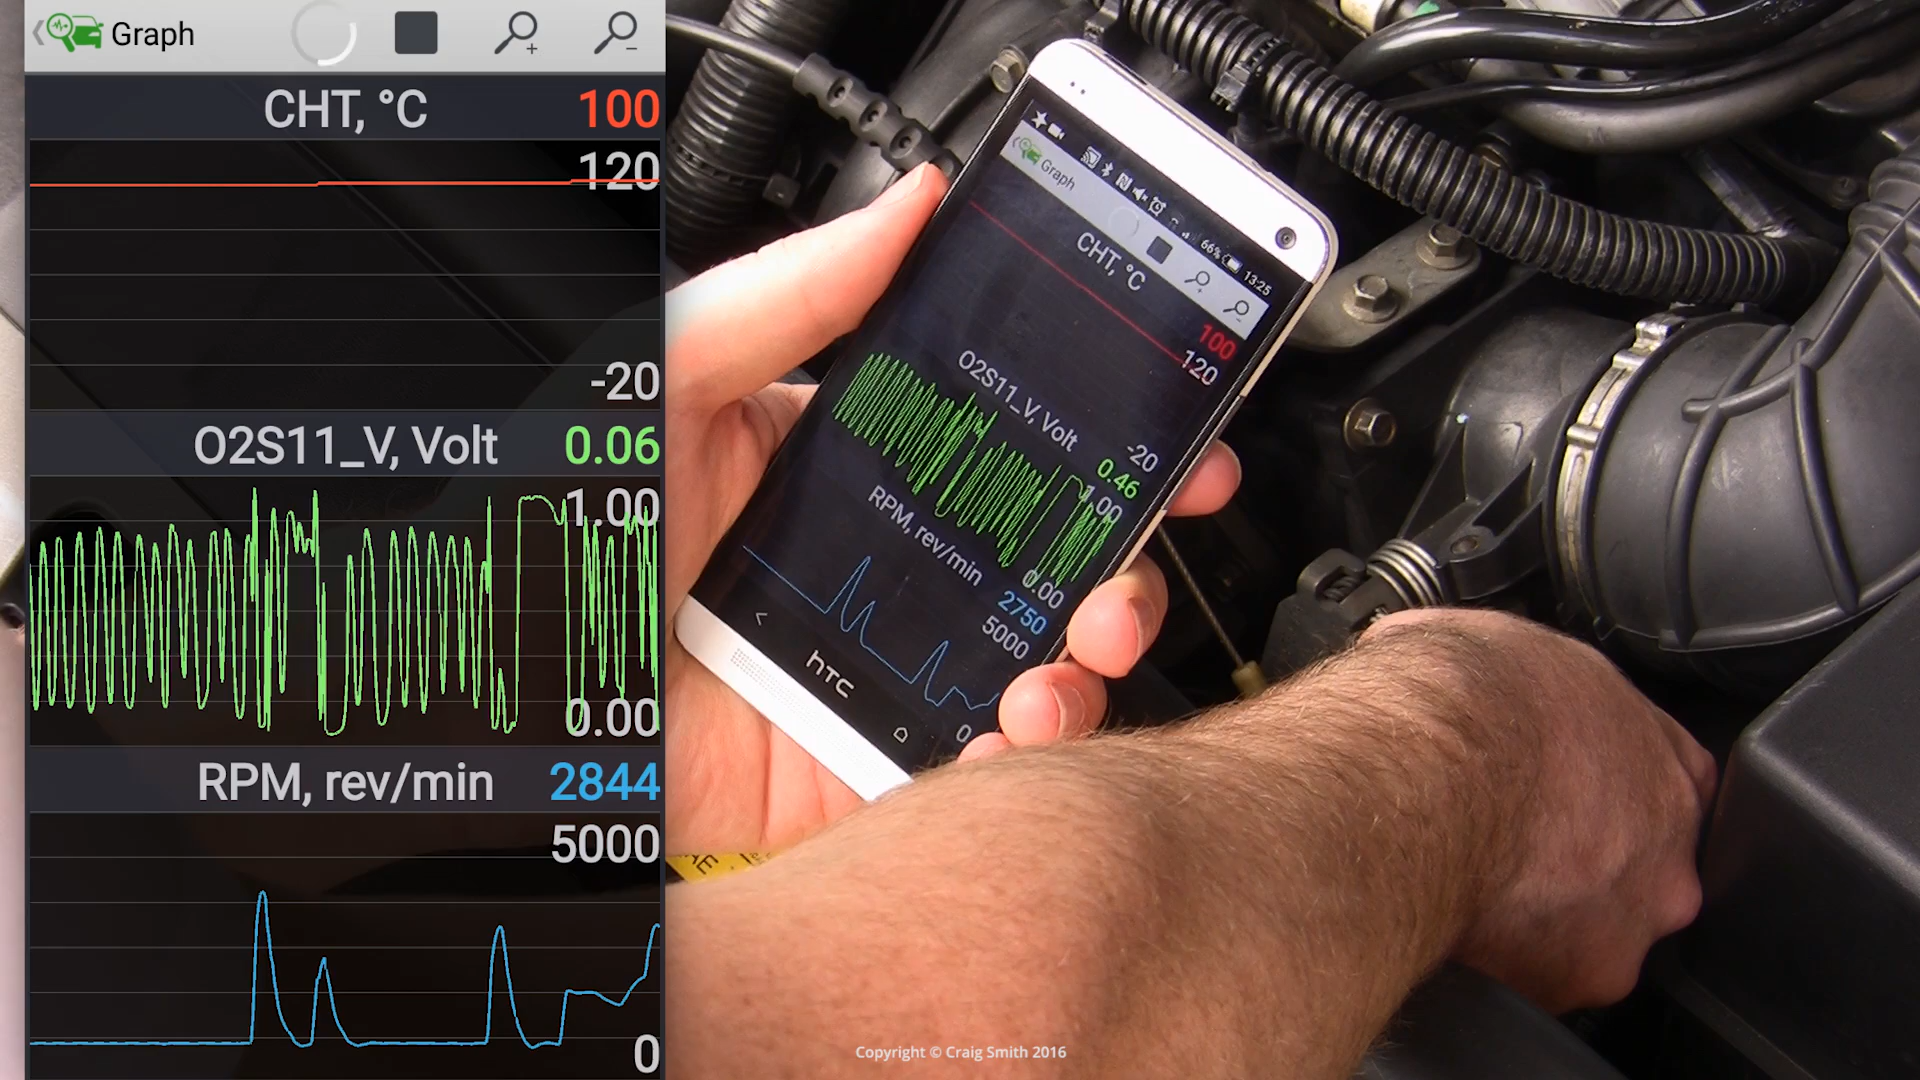 Graph
CHT, °C 100
120
-20
O2S11_V, Volt 0.06
1.00
0.00
RPM, rev/min 2844
5000
0
66% 13:25
Graph
CHT, °C
100
120
-20
O2S11_V, Volt
0.46
1.00
0.00
RPM, rev/min
2750
5000
0
hTC
Copyright © Craig Smith 2016